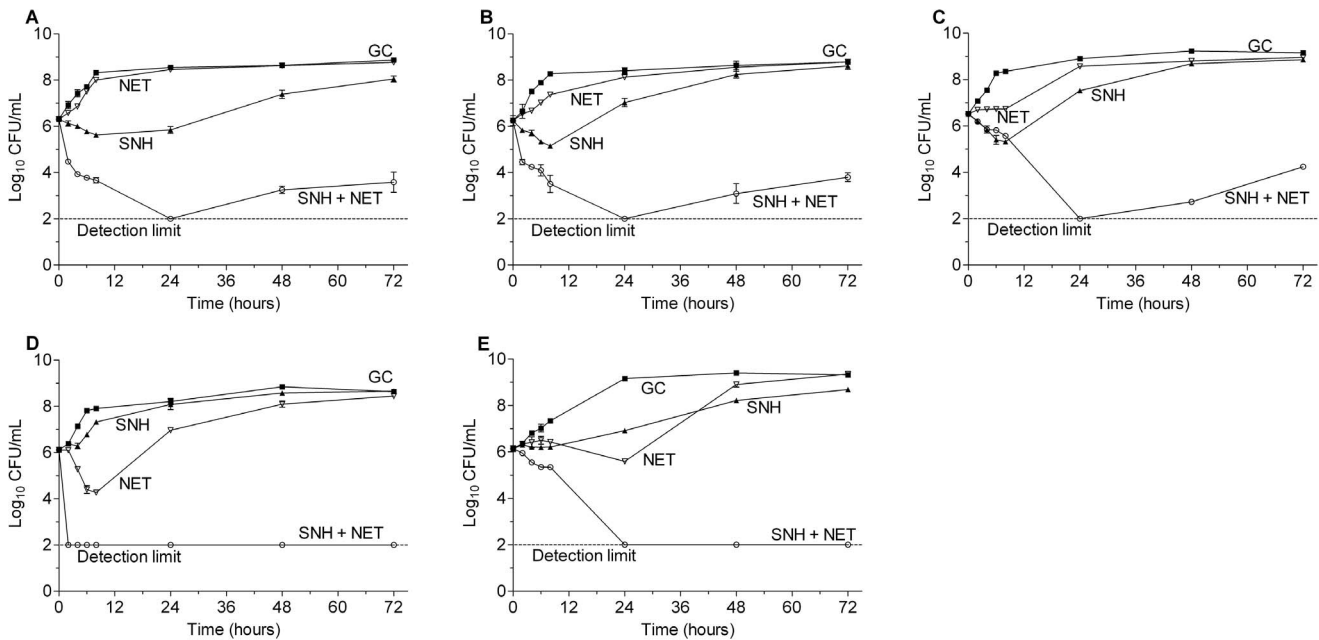 A
10
8
6
4
2
0
Log10 CFU/mL
GC
NET
SNH
SNH + NET
Detection limit
0 12 24 36 48 60 72
Time (hours)
B
10
8
6
4
2
0
Log10 CFU/mL
GC
NET
SNH
SNH + NET
Detection limit
0 12 24 36 48 60 72
Time (hours)
C
10
8
6
4
2
0
Log10 CFU/mL
GC
NET
SNH
SNH + NET
Detection limit
0 12 24 36 48 60 72
Time (hours)
D
10
8
6
4
2
0
Log10 CFU/mL
GC
SNH
NET
SNH + NET
Detection limit
0 12 24 36 48 60 72
Time (hours)
E
10
8
6
4
2
0
Log10 CFU/mL
GC
SNH
NET
SNH + NET
Detection limit
0 12 24 36 48 60 72
Time (hours)